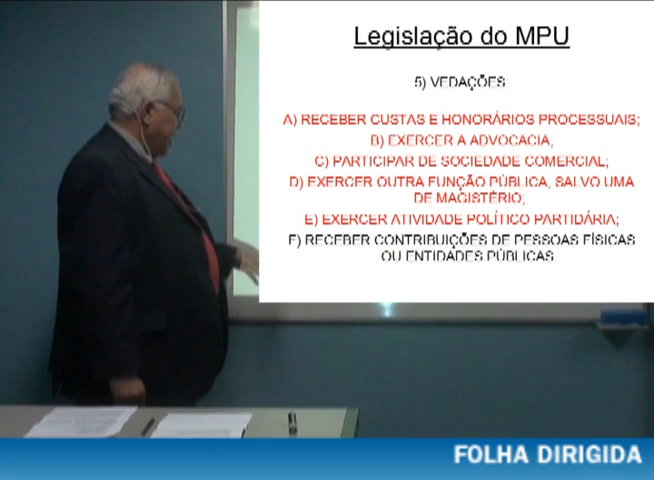 Legislação do MPU
5) VEDAÇÕES
A) RECEBER CUSTAS E HONORÁRIOS PROCESSUAIS;
B) EXERCER A ADVOCACIA,
C) PARTICIPAR DE SOCIEDADE COMERCIAL;
D) EXERCER OUTRA FUNÇÃO PÚBLICA, SALVO UMA
DE MAGISTÉRIO;
E) EXERCER ATIVIDADE POLÍTICO PARTIDÁRIA;
F) RECEBER CONTRIBUIÇÕES DE PESSOAS FÍSICAS
OU ENTIDADES PÚBLICAS
FOLHA DIRIGIDA